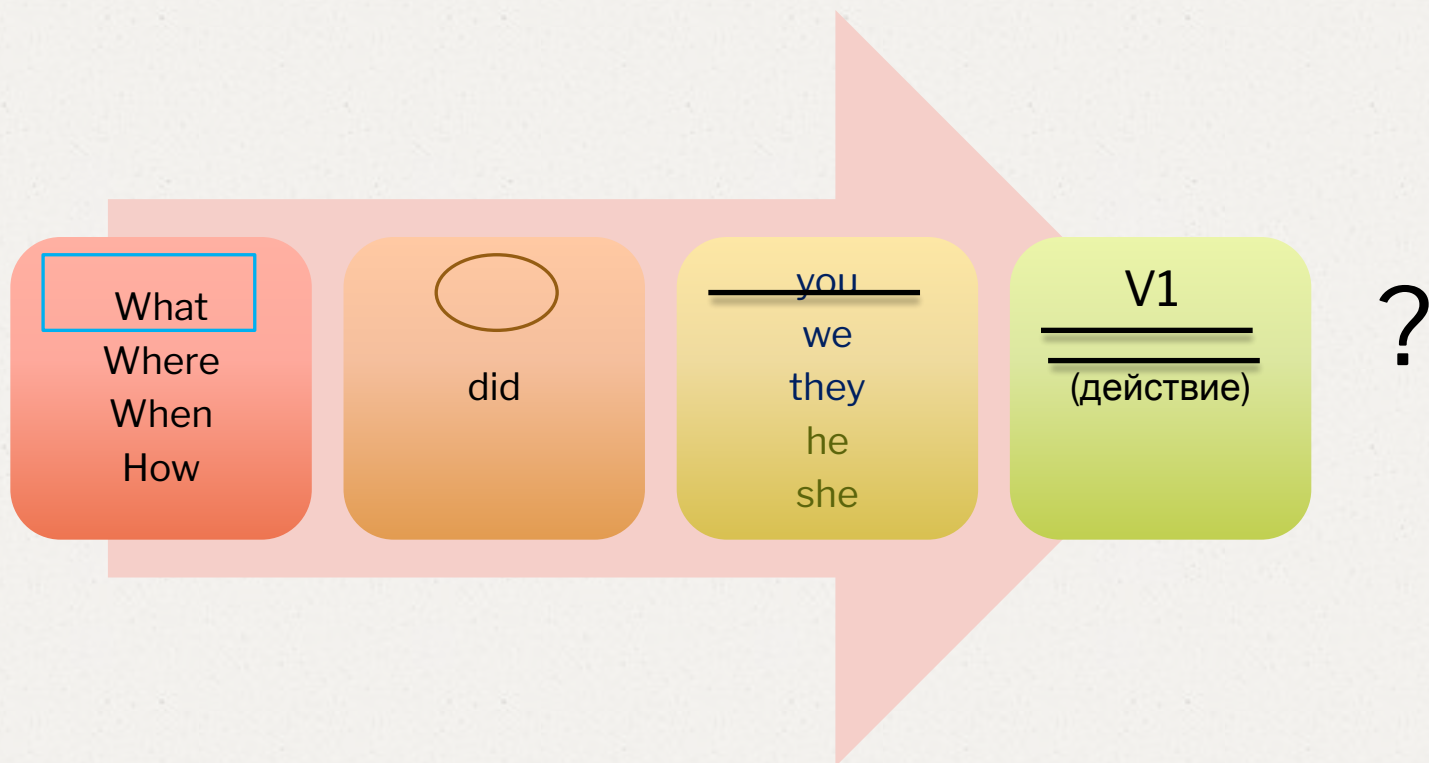 What
Where
When
How
did
you
we
they
he
she
V1
(действие)
?